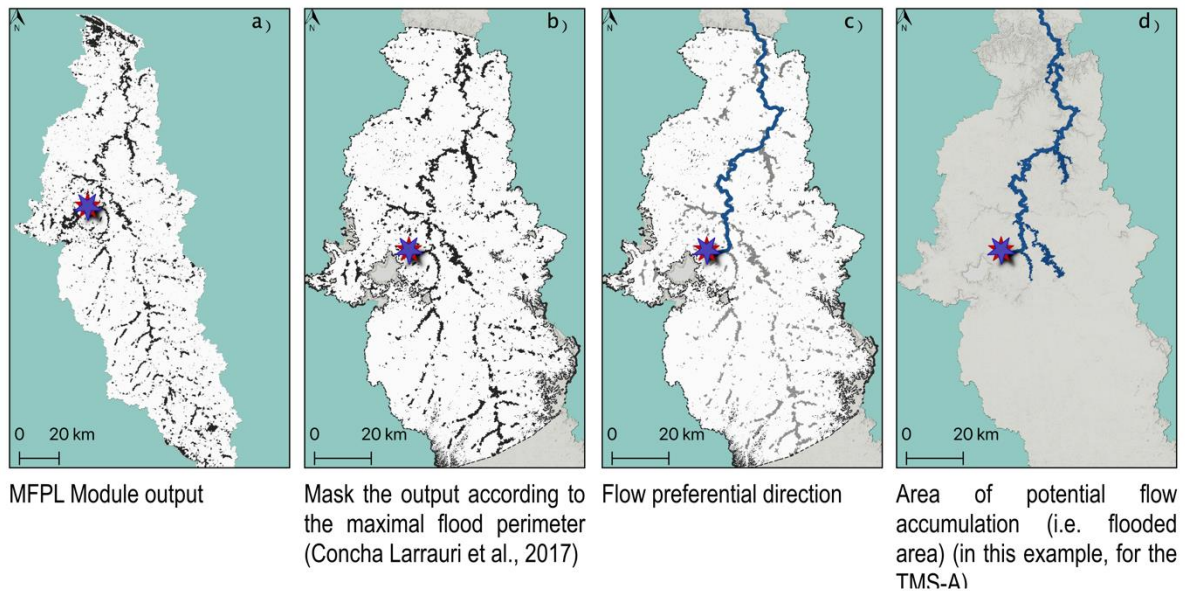 N
a)
0 20 km
N
b)
0 20 km
N
c)
0 20 km
N
d)
0 20 km
MFPL Module output
Mask the output according to
the maximal flood perimeter
(Concha Larrauri et al., 2017)
Flow preferential direction
Area of potential flow
accumulation (i.e. flooded
area) (in this example, for the
TMS-A)